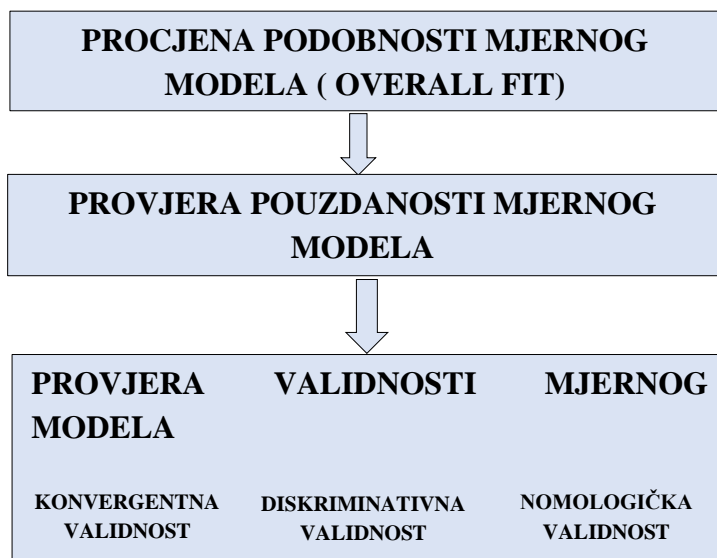 PROCJENA PODOBNOSTI MJERNOG
MODELA ( OVERALL FIT)
PROVJERA POUZDANOSTI MJERNOG
MODELA
PROVJERA VALIDNOSTI MJERNOG
MODELA
KONVERGENTNA
VALIDNOST
DISKRIMINATIVNA
VALIDNOST
NOMOLOGIČKA
VALIDNOST